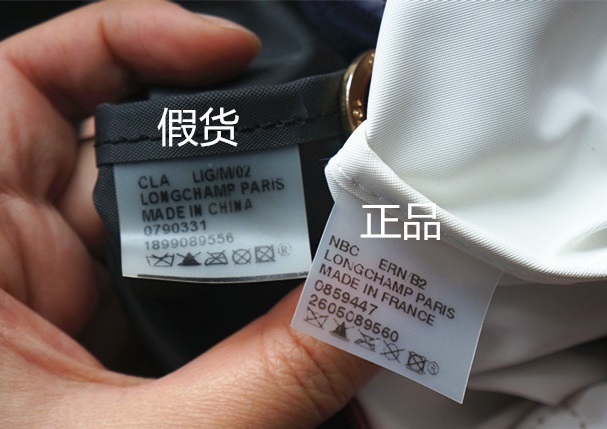 假货
CLA LIG/M/02
LONGCHAMP PARIS
MADE IN CHINA
0790331
1899089556
正品
NBC ERN/B2
LONGCHAMP PARIS
MADE IN FRANCE
0859447
2605089560